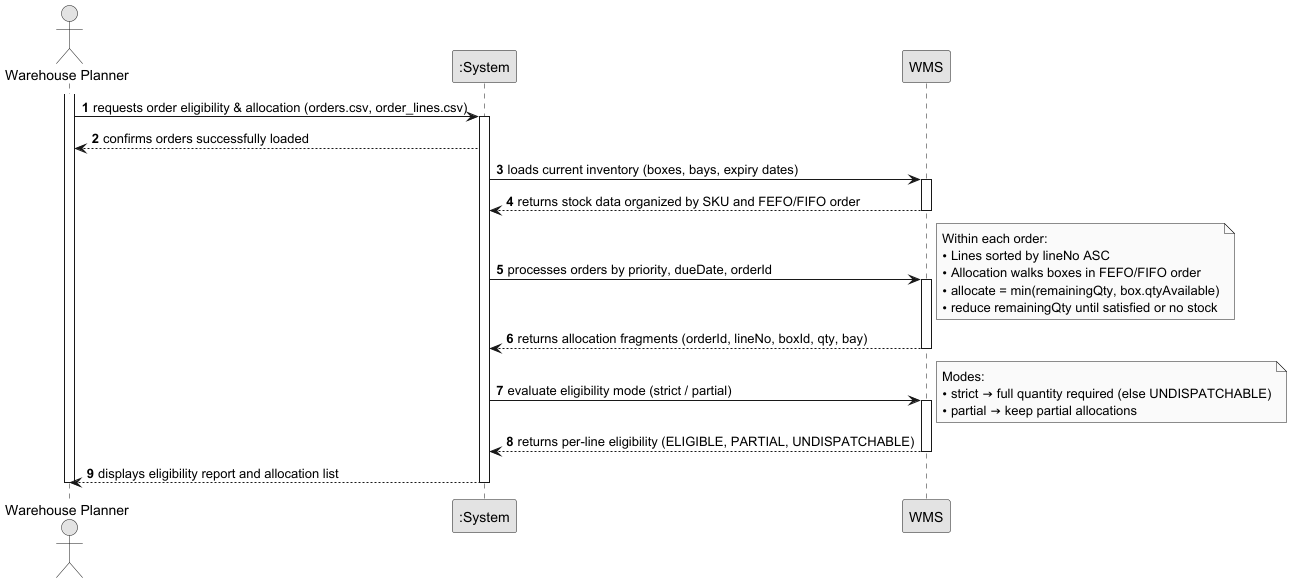 Warehouse Planner
:System
WMS
1 requests order eligibility & allocation (orders.csv, order_lines.csv)
2 confirms orders successfully loaded
3 loads current inventory (boxes, bays, expiry dates)
4 returns stock data organized by SKU and FEFO/FIFO order
Within each order:
• Lines sorted by lineNo ASC
• Allocation walks boxes in FEFO/FIFO order
• allocate = min(remainingQty, box.qtyAvailable)
• reduce remainingQty until satisfied or no stock
5 processes orders by priority, dueDate, orderId
6 returns allocation fragments (orderId, lineNo, boxId, qty, bay)
Modes:
• strict → full quantity required (else UNDISPATCHABLE)
• partial → keep partial allocations
7 evaluate eligibility mode (strict / partial)
8 returns per-line eligibility (ELIGIBLE, PARTIAL, UNDISPATCHABLE)
9 displays eligibility report and allocation list
Warehouse Planner
:System
WMS